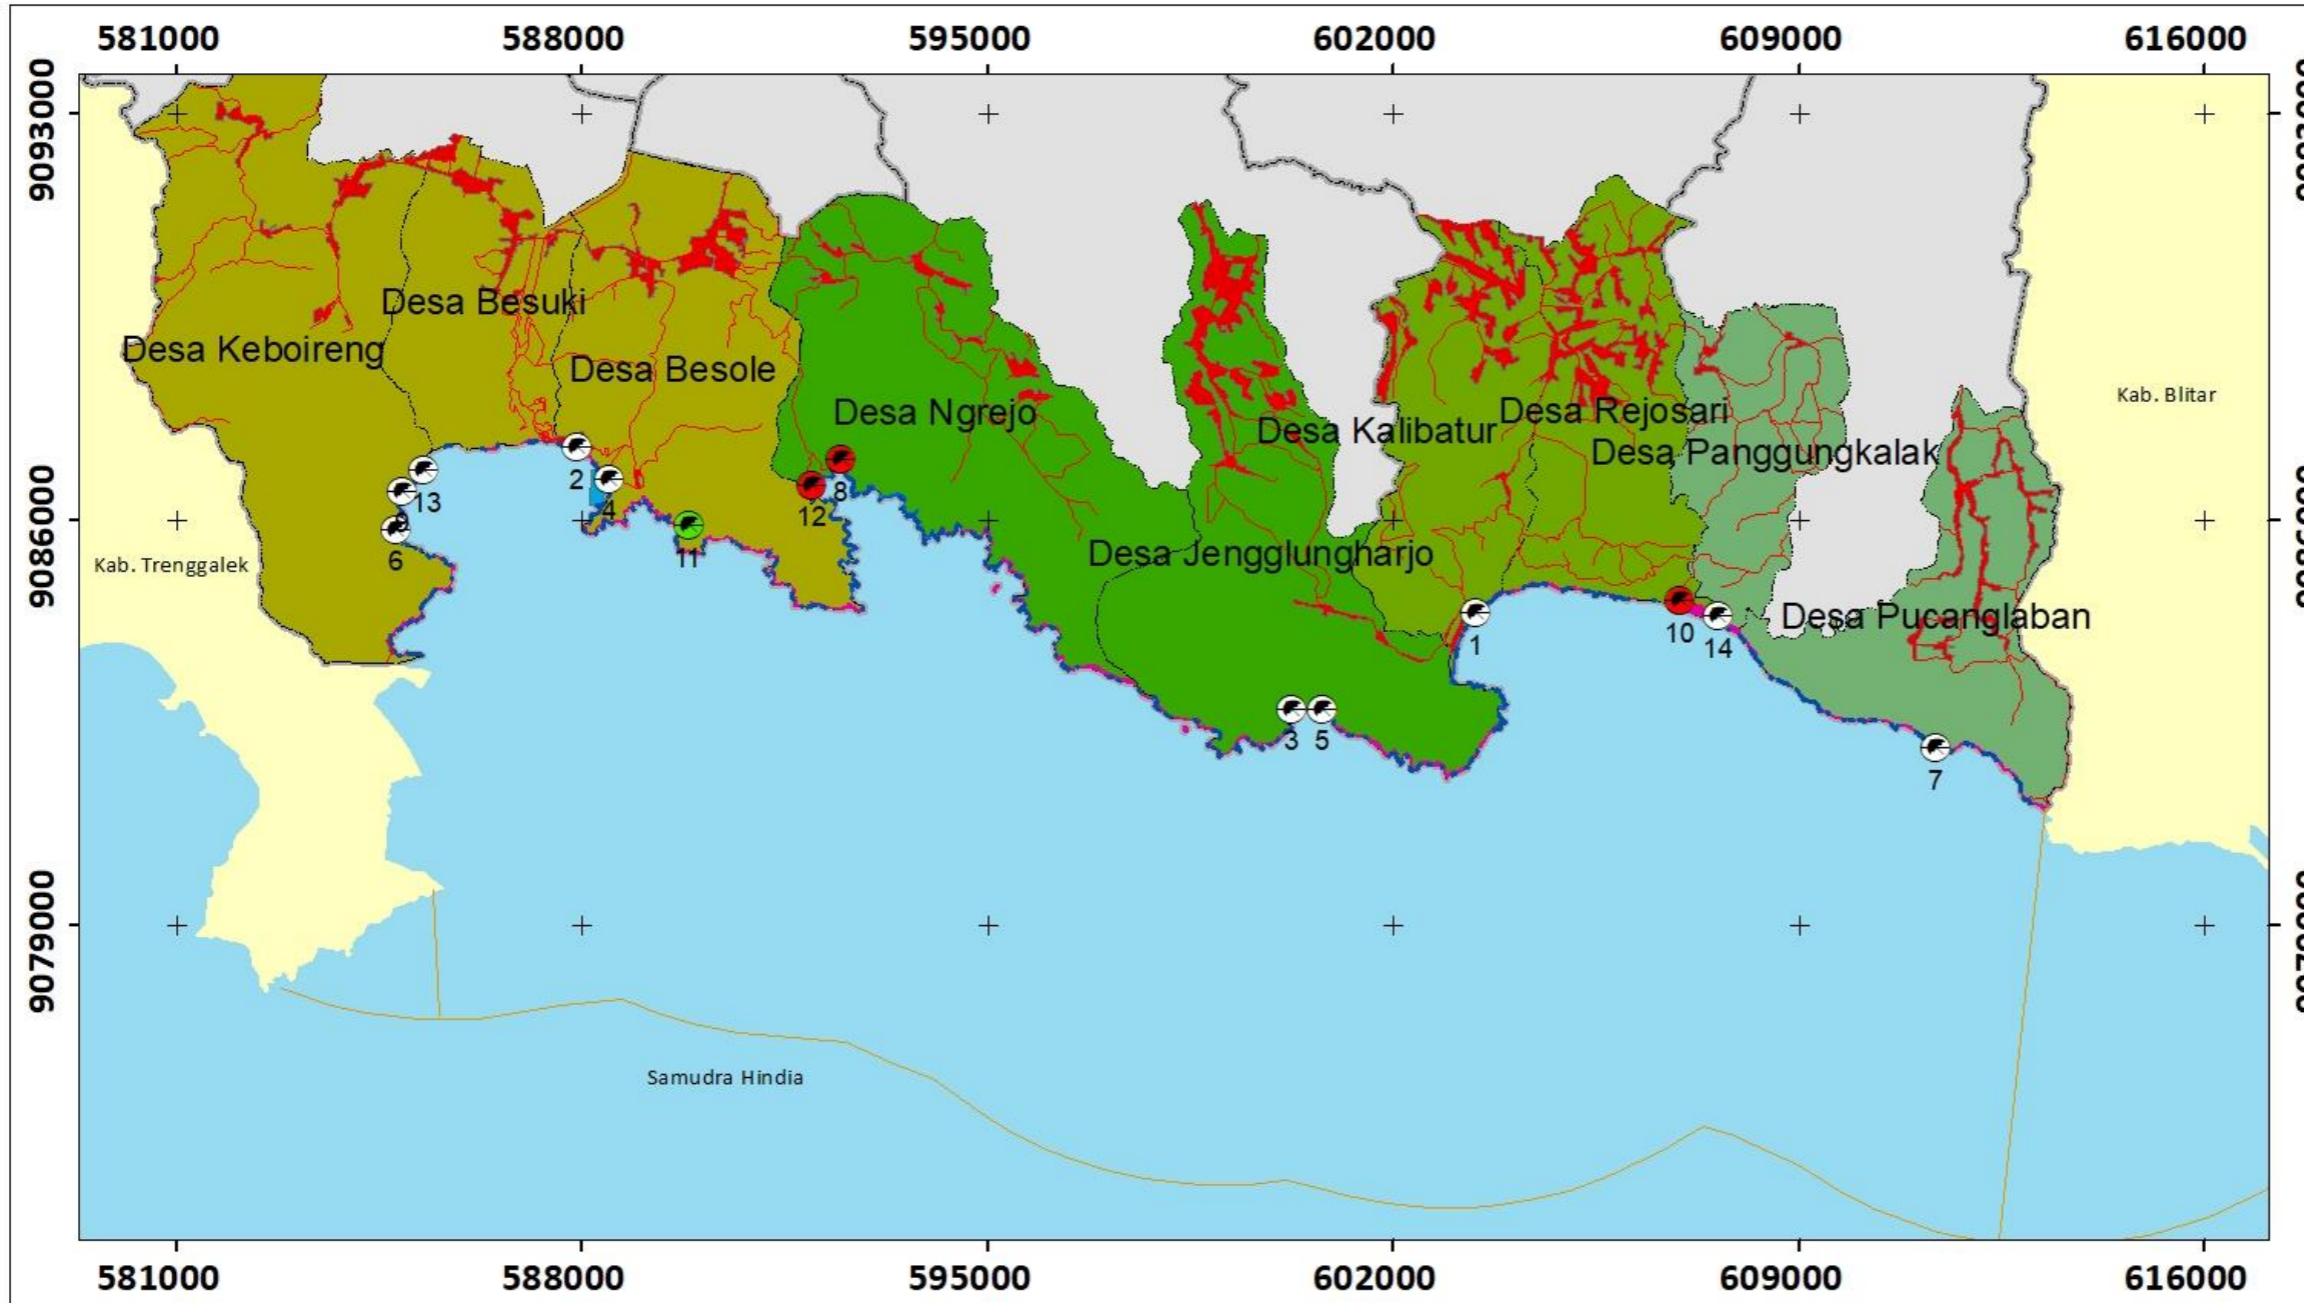 581000 588000 595000 602000 609000 616000
9093000
Desa Besuki
Desa Keboireng
Desa Besole
Kab. Blitar
Desa Ngrejo
Desa Rejosari
Desa Kalibatur
Desa Panggungkalak
2
8
13
4
12
9086000
6
11
Desa Jengglungharjo
Kab. Trenggalek
Desa Pucanglaban
10
1
14
3
5
7
9079000
Samudra Hindia
581000 588000 595000 602000 609000 616000